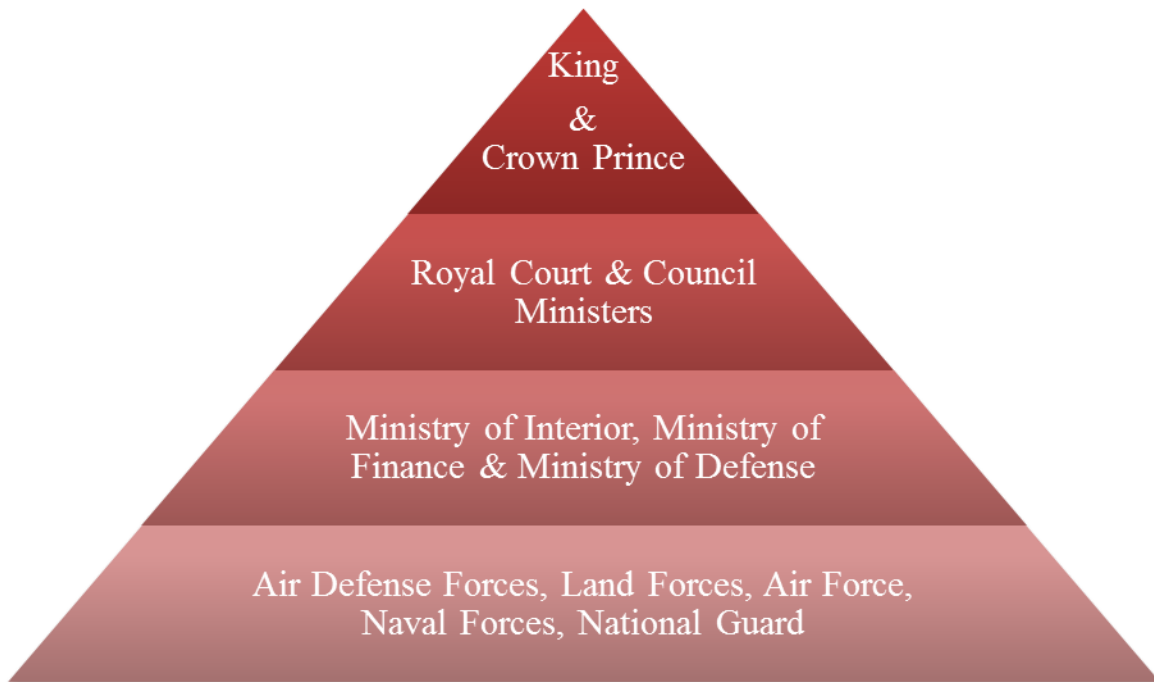 King
&
Crown Prince
Royal Court & Council
Ministers
Ministry of Interior, Ministry of
Finance & Ministry of Defense
Air Defense Forces, Land Forces, Air Force,
Naval Forces, National Guard